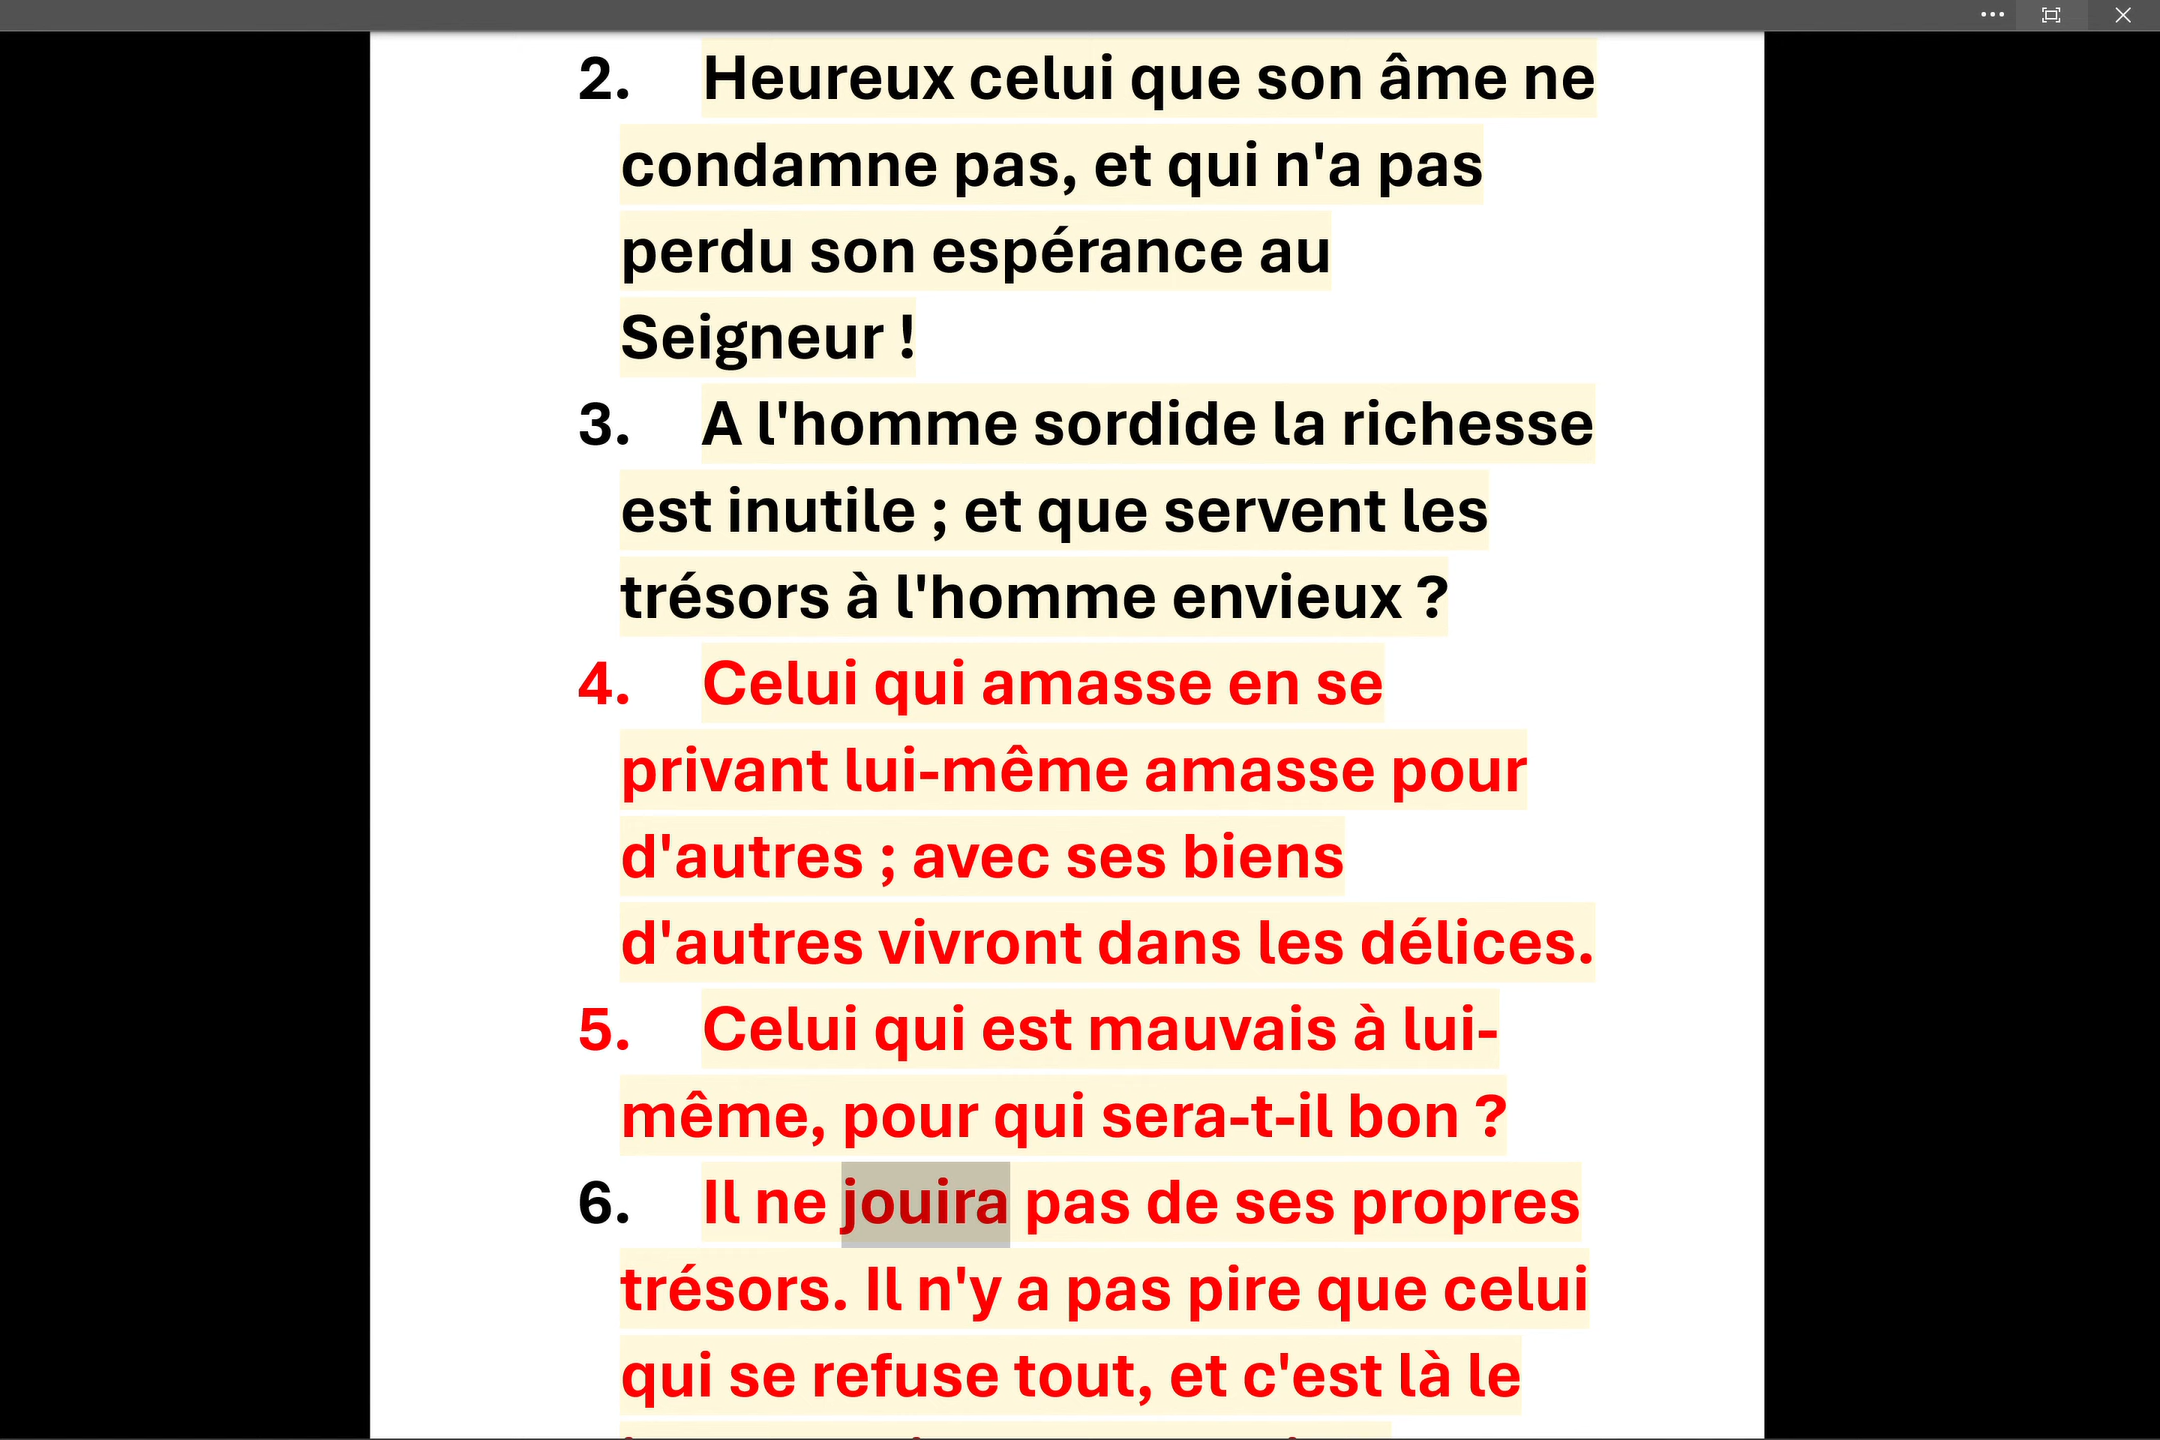 2. Heureux celui que son âme ne
condamne pas, et qui n'a pas
perdu son espérance au
Seigneur !
3. A l'homme sordide la richesse
est inutile ; et que servent les
trésors à l'homme envieux ?
4. Celui qui amasse en se
privant lui-même amasse pour
d'autres ; avec ses biens
d'autres vivront dans les délices.
5. Celui qui est mauvais à lui-
même, pour qui sera-t-il bon ?
6. Il ne jouira pas de ses propres
trésors. Il n'y a pas pire que celui
qui se refuse tout, et c'est là le